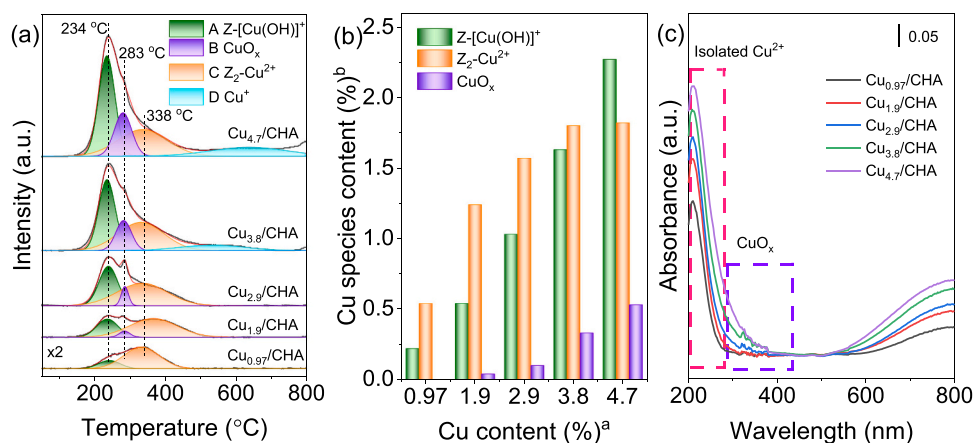 (a)
234 °C
283 °C
338 °C
A Z-[Cu(OH)]⁺
B CuOₓ
C Z₂-Cu²⁺
D Cu⁺
Cu₄.₇/CHA
Cu₃.₈/CHA
Cu₂.₉/CHA
Cu₁.₉/CHA
x2
Cu₀.₉₇/CHA
Intensity (a.u.)
0 200 400 600 800
Temperature (°C)
(b)
Z-[Cu(OH)]⁺
Z₂-Cu²⁺
CuOₓ
Cu species content (%)ᵇ
2.5
2.0
1.5
1.0
0.5
0.0
0.97 1.9 2.9 3.8 4.7
Cu content (%)ᵃ
(c)
0.05
Isolated Cu²⁺
Cu₀.₉₇/CHA
Cu₁.₉/CHA
Cu₂.₉/CHA
Cu₃.₈/CHA
Cu₄.₇/CHA
CuOₓ
Absorbance (a.u.)
200 400 600 800
Wavelength (nm)